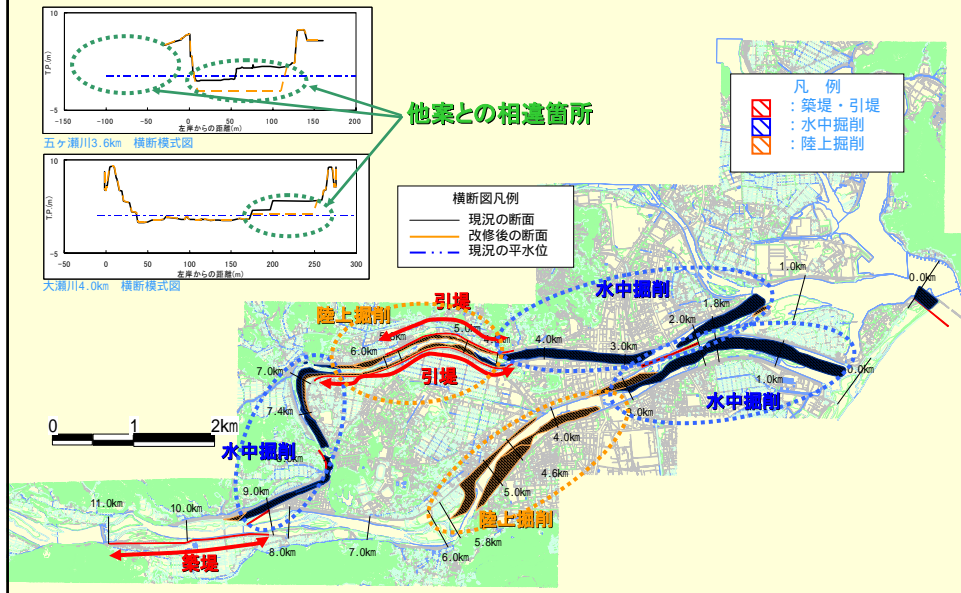 10
T.P.(m)
-5
-150 -100 -50 0 50 100 150 200
左岸からの距離(m)
五ヶ瀬川3.6km 横断模式図
10
T.P.(m)
-5
-50 0 50 100 150 200 250 300
左岸からの距離(m)
大瀬川4.0km 横断模式図
他案との相違箇所
凡 例
：築堤・引堤
：水中掘削
：陸上掘削
横断図凡例
現況の断面
改修後の断面
現況の平水位
0.0km
1.0km
1.8km
2.0km
3.0km
4.0km
水中掘削
引堤
陸上掘削
5.0km
6.0km
引堤
7.0km
7.4km
水中掘削
9.0km
10.0km
11.0km
築堤
0 1 2km
0.0km
1.0km
水中掘削
3.0km
4.0km
4.6km
5.0km
陸上掘削
5.8km
6.0km
7.0km
8.0km